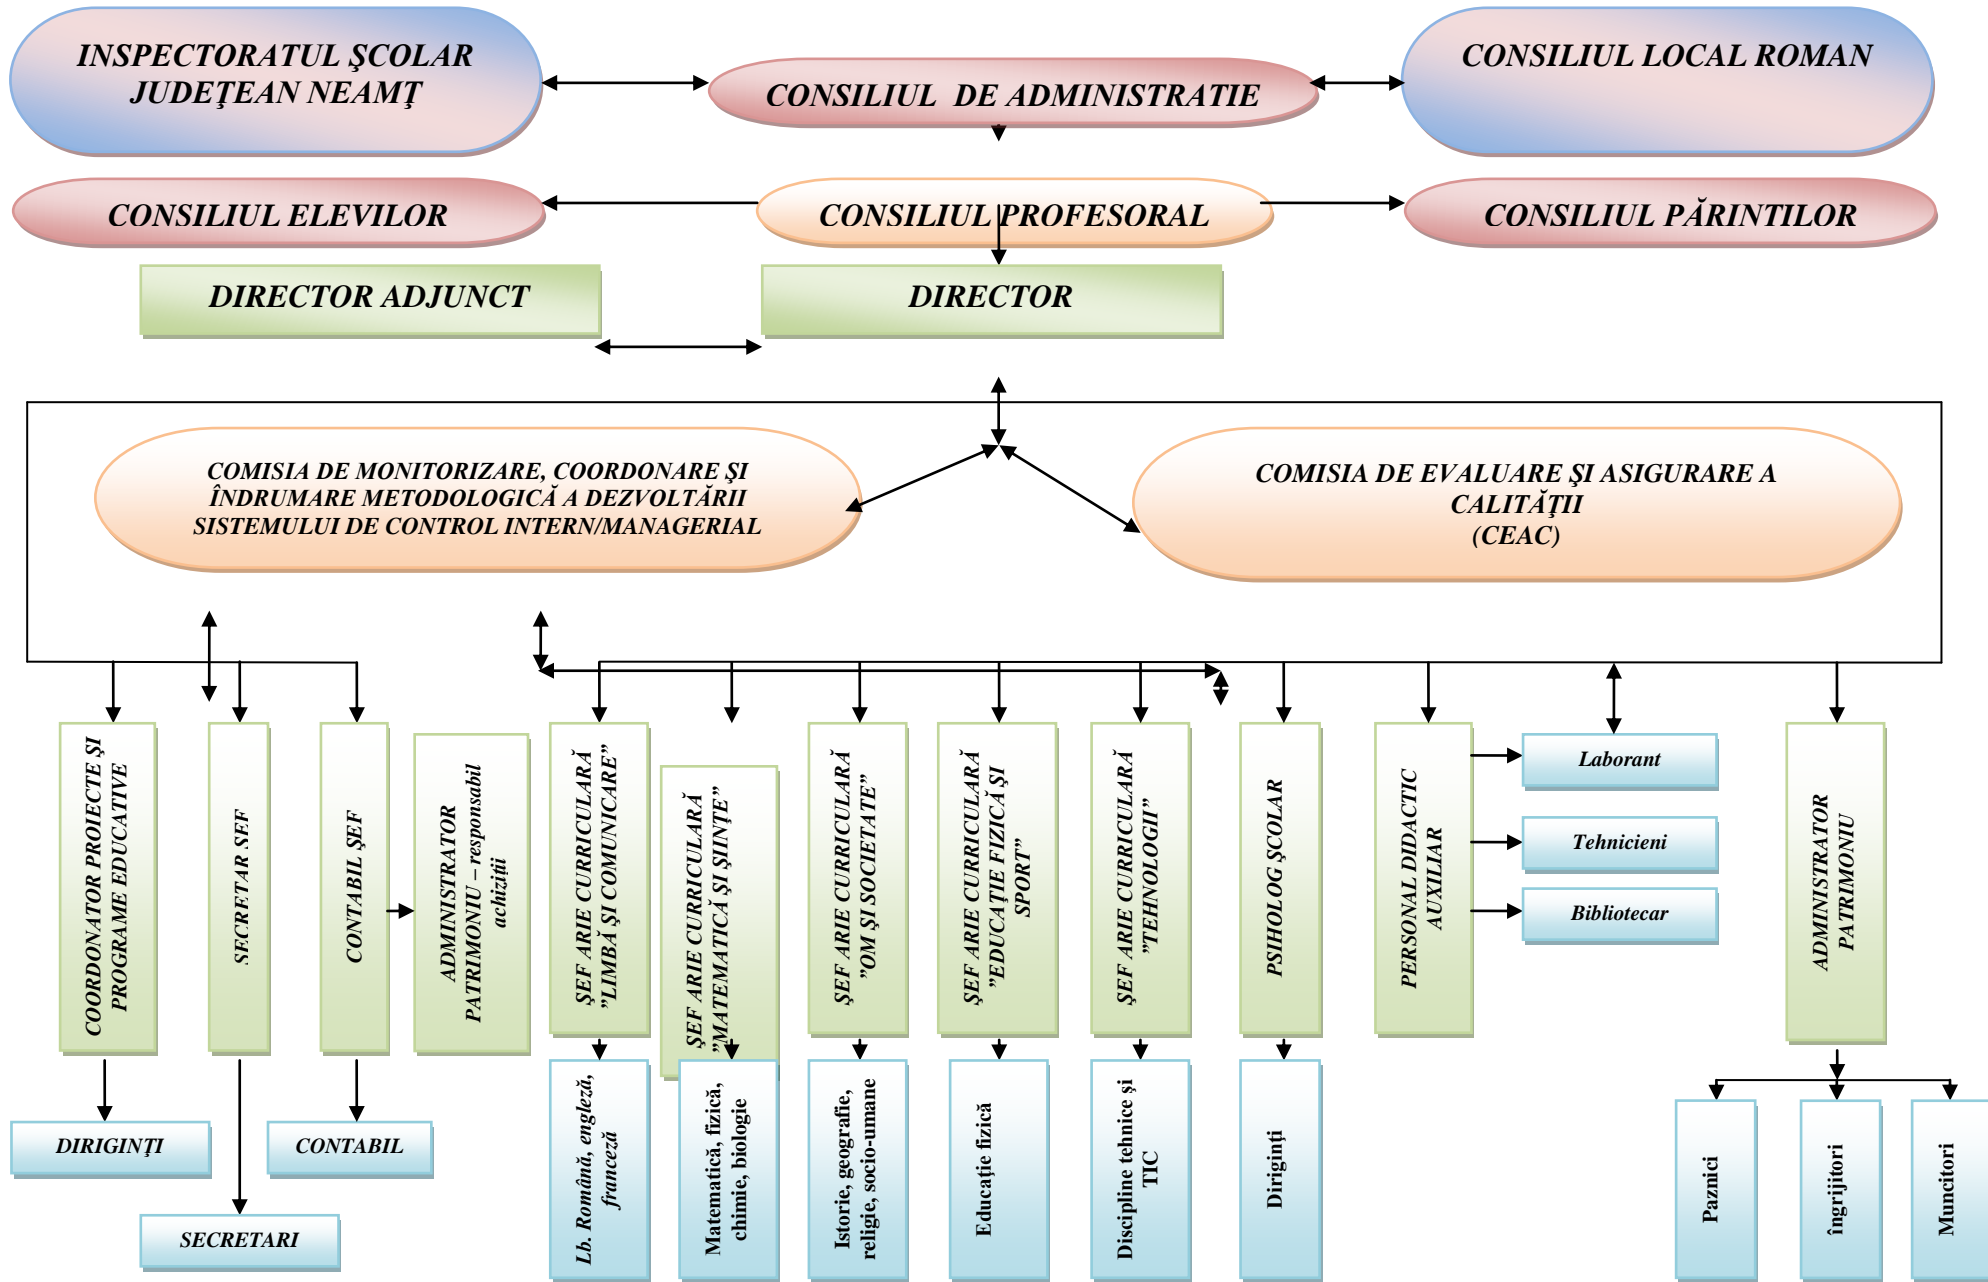 INSPECTORATUL ŞCOLAR
JUDEŢEAN NEAMŢ
CONSILIUL DE ADMINISTRATIE
CONSILIUL LOCAL ROMAN
CONSILIUL ELEVILOR
CONSILIUL PROFESORAL
CONSILIUL PĂRINTILOR
DIRECTOR ADJUNCT
DIRECTOR
COMISIA DE MONITORIZARE, COORDONARE ŞI
ÎNDRUMARE METODOLOGICĂ A DEZVOLTĂRII
SISTEMULUI DE CONTROL INTERN/MANAGERIAL
COMISIA DE EVALUARE ŞI ASIGURARE A
CALITĂŢII
(CEAC)
COORDONATOR PROIECTE ŞI
PROGRAME EDUCATIVE
SECRETAR SEF
CONTABIL ŞEF
ADMINISTRATOR
PATRIMONIU – responsabil
achiziţii
ŞEF ARIE CURRICULARĂ
”LIMBĂ ŞI COMUNICARE”
ŞEF ARIE CURRICULARĂ
”MATEMATICĂ ŞI ŞIINŢE”
ŞEF ARIE CURRICULARĂ
”OM ŞI SOCIETATE”
ŞEF ARIE CURRICULARĂ
”EDUCAŢIE FIZICĂ ŞI
SPORT”
ŞEF ARIE CURRICULARĂ
”TEHNOLOGII”
PSIHOLOG ŞCOLAR
PERSONAL DIDACTIC
AUXILIAR
Laborant
Tehnicieni
Bibliotecar
ADMINISTRATOR
PATRIMONIU
DIRIGINŢI
SECRETARI
CONTABIL
Lb. Română, engleză,
franceză
Matematică, fizică,
chimie, biologie
Istorie, geografie,
religie, socio-umane
Educaţie fizică
Discipline tehnice şi
TIC
Diriginţi
Paznici
îngrijitori
Muncitori